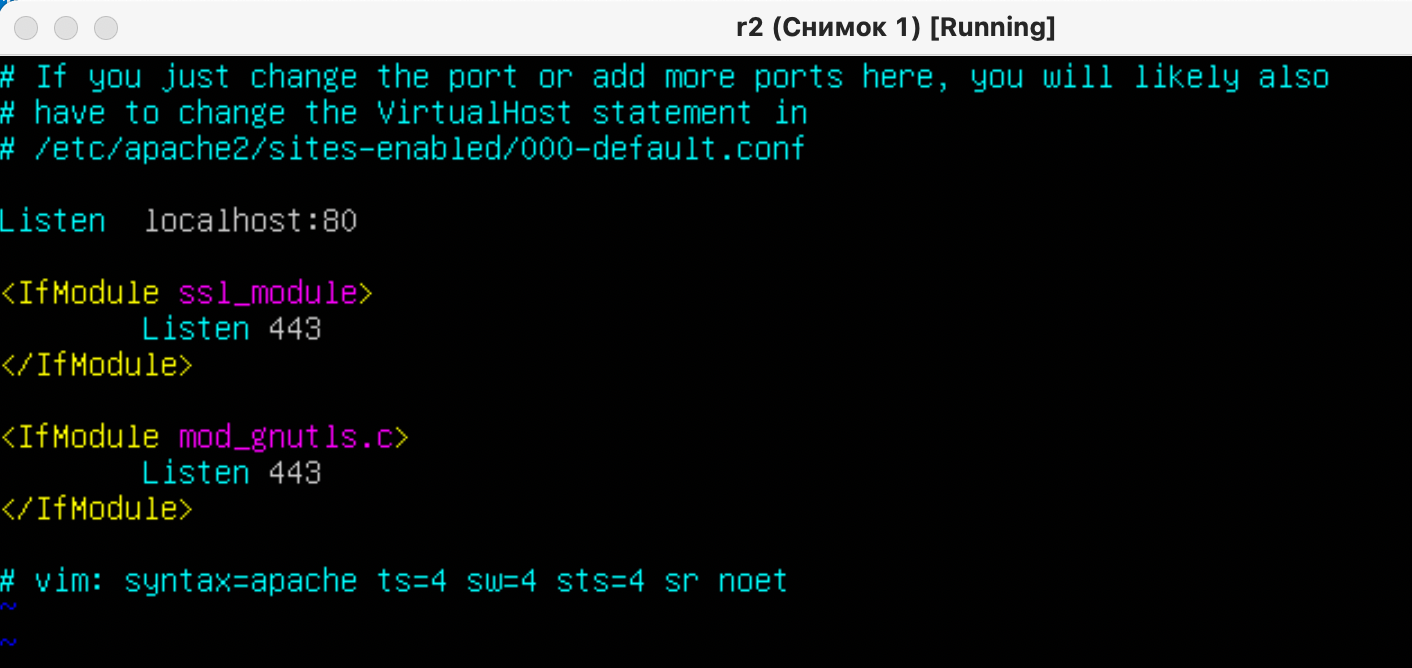 r2 (Снимок 1) [Running]
# If you just change the port or add more ports here, you will likely also
# have to change the VirtualHost statement in
# /etc/apache2/sites-enabled/000-default.conf
Listen  localhost:80
<IfModule ssl_module>
        Listen 443
</IfModule>
<IfModule mod_gnutls.c>
        Listen 443
</IfModule>
# vim: syntax=apache ts=4 sw=4 sts=4 sr noet
~
~